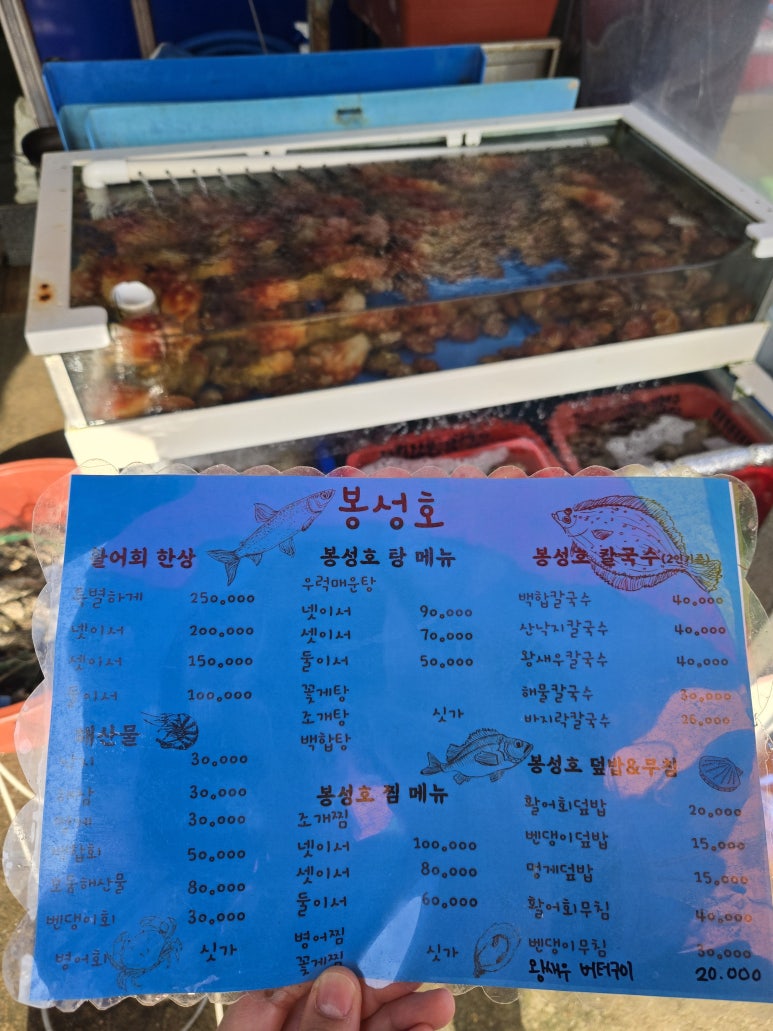 봉성호
활어회 한상
특별하게 250,000
넷이서 200,000
셋이서 150,000
둘이서 100,000
해산물
30,000
30,000
30,000
50,000
모둠해산물 80,000
벤댕이회 30,000
병어회 싯가
봉성호 탕 메뉴
우럭매운탕
넷이서 90,000
셋이서 70,000
둘이서 50,000
꽃게탕
조개탕 싯가
백합탕
봉성호 찜 메뉴
조개찜
넷이서 100,000
셋이서 80,000
둘이서 60,000
병어찜 싯가
꽃게찜
봉성호 칼국수(2인기준)
백합칼국수 40,000
산낙지칼국수 40,000
왕새우칼국수 40,000
해물칼국수 30,000
바지락칼국수 26,000
봉성호 덮밥&무침
활어회덮밥 20,000
벤댕이덮밥 15,000
멍게덮밥 15,000
활어회무침 40,000
벤댕이무침 30,000
왕새우 버터구이 20.000